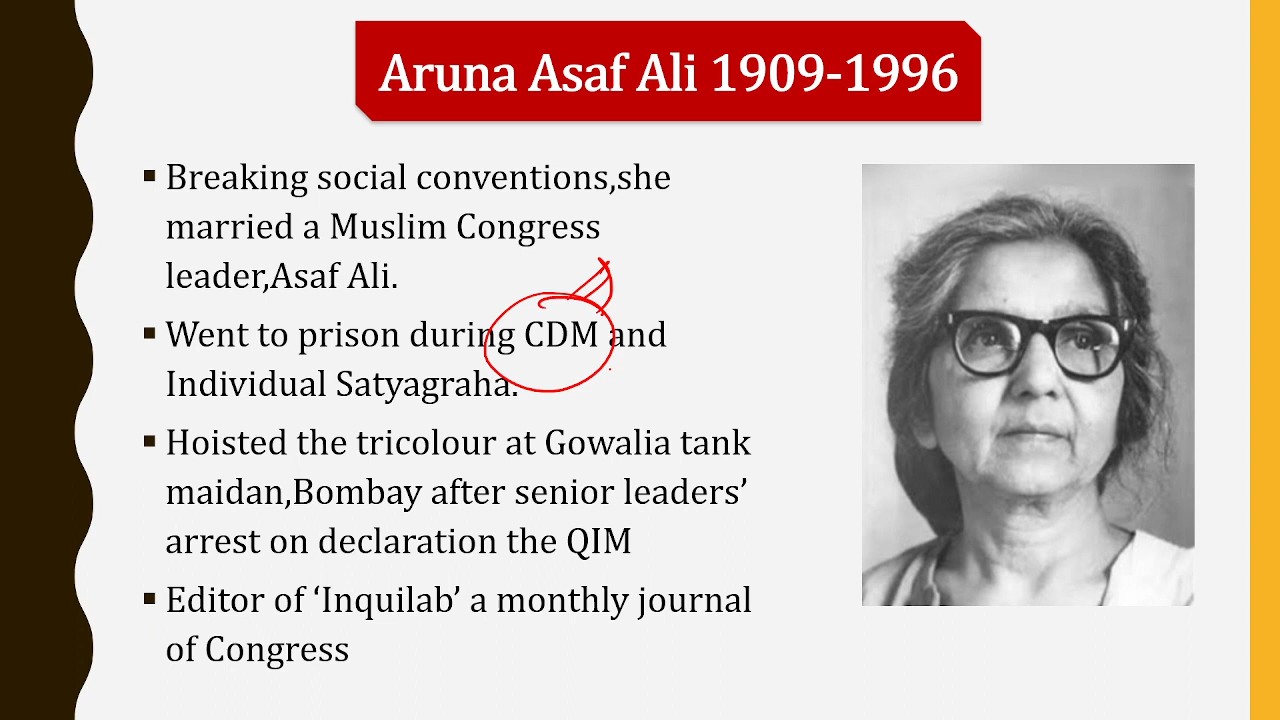 Aruna Asaf Ali 1909-1996
▪ Breaking social conventions,she
married a Muslim Congress
leader,Asaf Ali.
▪ Went to prison during CDM and
Individual Satyagraha.
▪ Hoisted the tricolour at Gowalia tank
maidan,Bombay after senior leaders’
arrest on declaration the QIM
▪ Editor of ‘Inquilab’ a monthly journal
of Congress